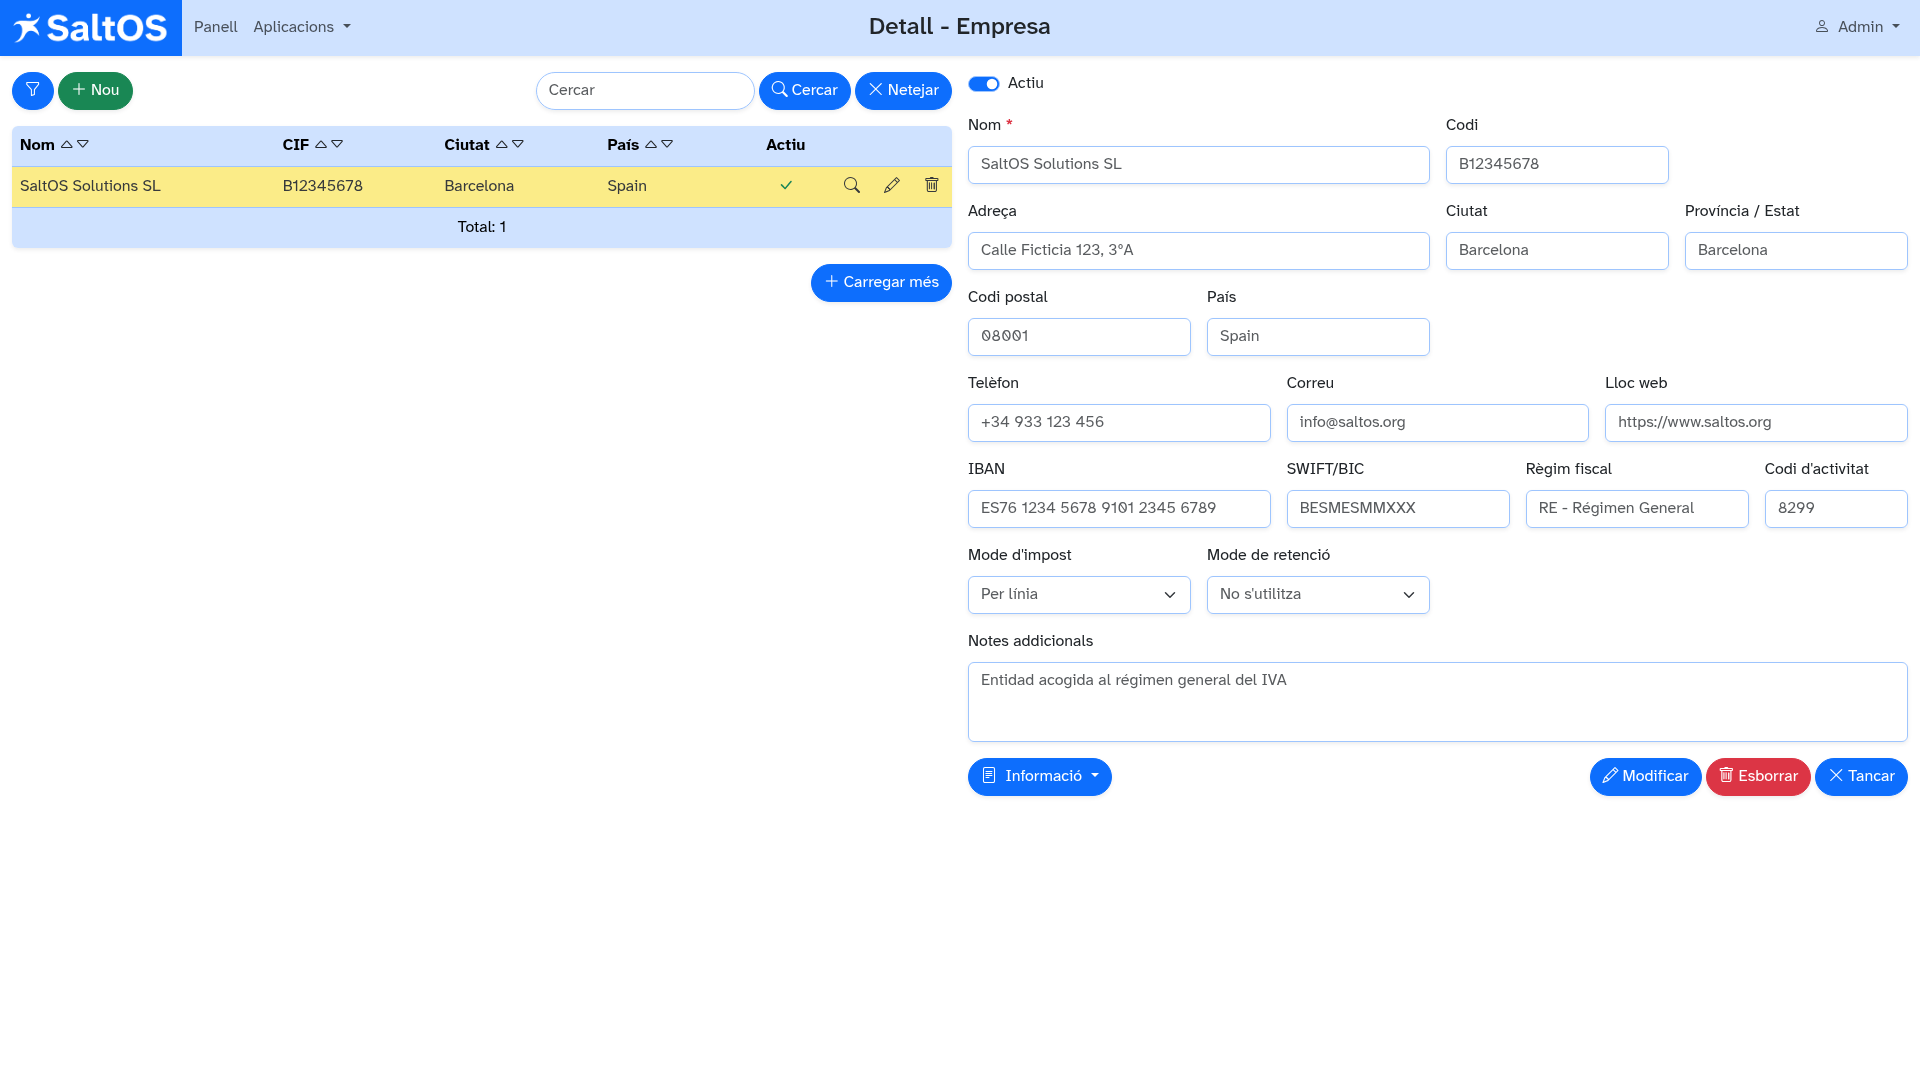 SaltOS Panell Aplicacions Detall - Empresa Admin
Nou Cercar Cercar Netejar
Nom CIF Ciutat País Actiu
SaltOS Solutions SL B12345678 Barcelona Spain
Total: 1
Carregar més
Actiu
Nom * Codi
SaltOS Solutions SL B12345678
Adreça Ciutat Província / Estat
Calle Ficticia 123, 3°A Barcelona Barcelona
Codi postal País
08001 Spain
Telèfon Correu Lloc web
+34 933 123 456 info@saltos.org https://www.saltos.org
IBAN SWIFT/BIC Règim fiscal Codi d'activitat
ES76 1234 5678 9101 2345 6789 BESMESMMXXX RE - Régimen General 8299
Mode d'impost Mode de retenció
Per línia No s'utilitza
Notes addicionals
Entidad acogida al régimen general del IVA
Informació Modificar Esborrar Tancar